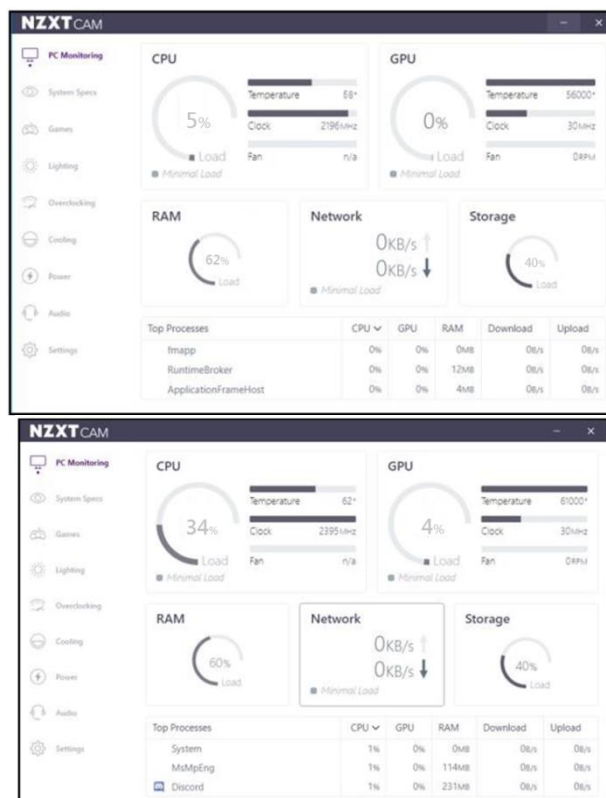 NZXT CAM
PC Monitoring
System Specs
Games
Lighting
Overclocking
Cooling
Power
Audio
Settings
CPU
5%
Load
Minimal Load
Temperature 58°
Clock 2196MHz
Fan n/a
GPU
0%
Load
Minimal Load
Temperature 56000°
Clock 30MHz
Fan 0RPM
RAM
62%
Load
Network
0KB/s
0KB/s
Minimal Load
Storage
40%
Load
Top Processes CPU GPU RAM Download Upload
fmapp 0% 0% 0MB 0B/s 0B/s
RuntimeBroker 0% 0% 12MB 0B/s 0B/s
ApplicationFrameHost 0% 0% 4MB 0B/s 0B/s
NZXT CAM
PC Monitoring
System Specs
Games
Lighting
Overclocking
Cooling
Power
Audio
Settings
CPU
34%
Load
Minimal Load
Temperature 62°
Clock 2395MHz
Fan n/a
GPU
4%
Load
Minimal Load
Temperature 61000°
Clock 30MHz
Fan 0RPM
RAM
60%
Load
Network
0KB/s
0KB/s
Minimal Load
Storage
40%
Load
Top Processes CPU GPU RAM Download Upload
System 1% 0% 0MB 0B/s 0B/s
MsMpEng 1% 0% 114MB 0B/s 0B/s
Discord 1% 0% 231MB 0B/s 0B/s